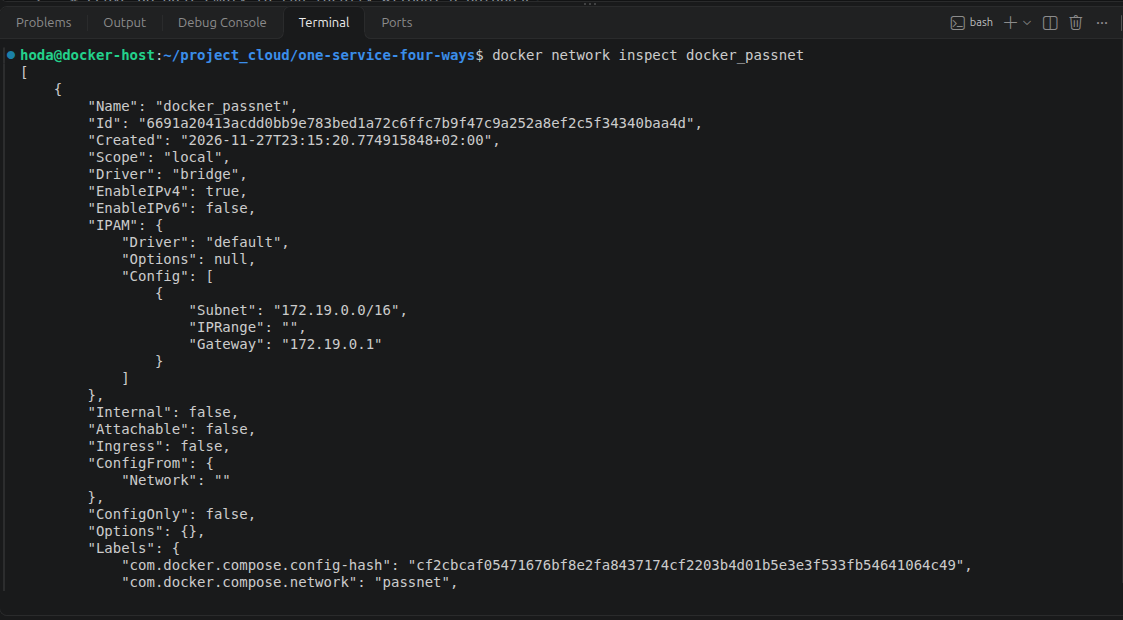 Problems Output Debug Console Terminal Ports bash
hoda@docker-host:~/project_cloud/one-service-four-ways$ docker network inspect docker_passnet
[
    {
        "Name": "docker_passnet",
        "Id": "6691a20413acdd0bb9e783bed1a72c6ffc7b9f47c9a252a8ef2c5f34340baa4d",
        "Created": "2026-11-27T23:15:20.774915848+02:00",
        "Scope": "local",
        "Driver": "bridge",
        "EnableIPv4": true,
        "EnableIPv6": false,
        "IPAM": {
            "Driver": "default",
            "Options": null,
            "Config": [
                {
                    "Subnet": "172.19.0.0/16",
                    "IPRange": "",
                    "Gateway": "172.19.0.1"
                }
            ]
        },
        "Internal": false,
        "Attachable": false,
        "Ingress": false,
        "ConfigFrom": {
            "Network": ""
        },
        "ConfigOnly": false,
        "Options": {},
        "Labels": {
            "com.docker.compose.config-hash": "cf2cbcaf05471676bf8e2fa8437174cf2203b4d01b5e3e3f533fb54641064c49",
            "com.docker.compose.network": "passnet",